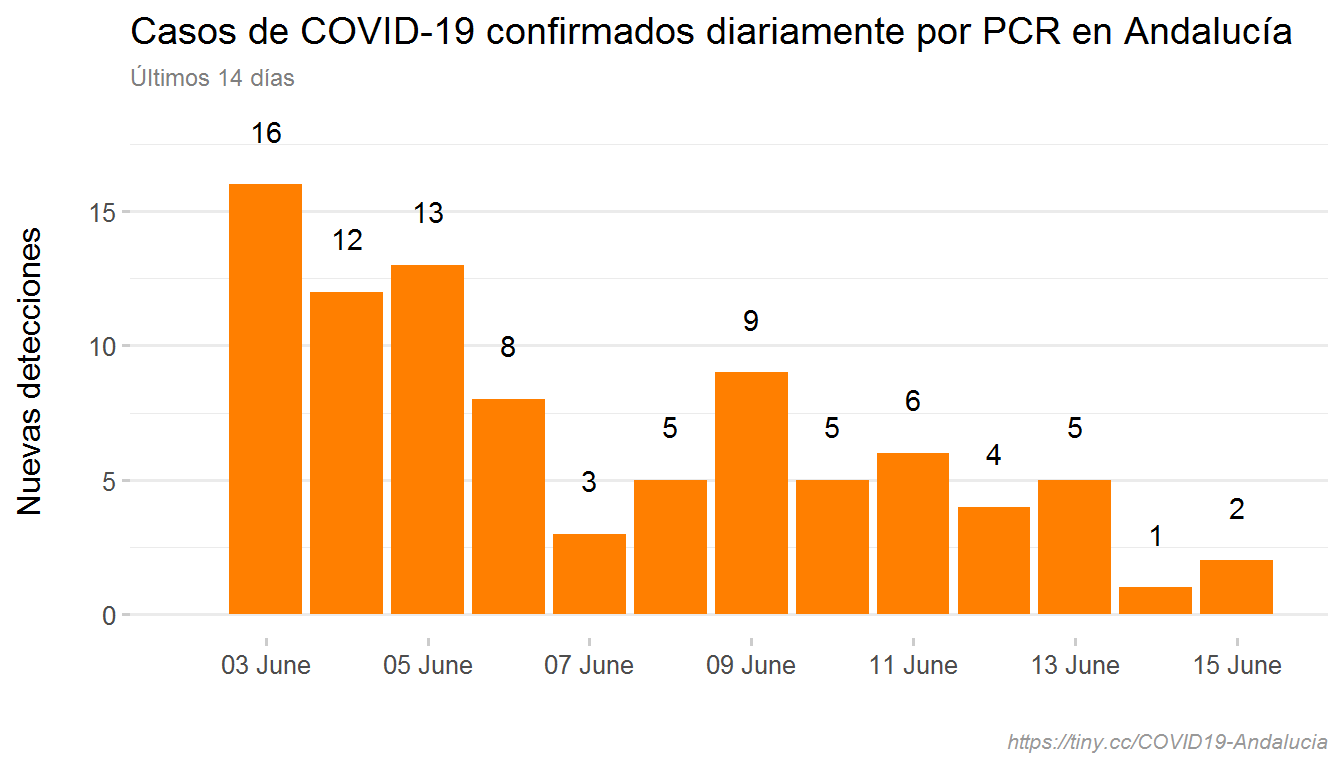 Casos de COVID-19 confirmados diariamente por PCR en Andalucía
Últimos 14 días
Nuevas detecciones
15
10
5
0
16
12
13
8
3
5
9
5
6
4
5
1
2
03 June
05 June
07 June
09 June
11 June
13 June
15 June
https://tiny.cc/COVID19-Andalucia